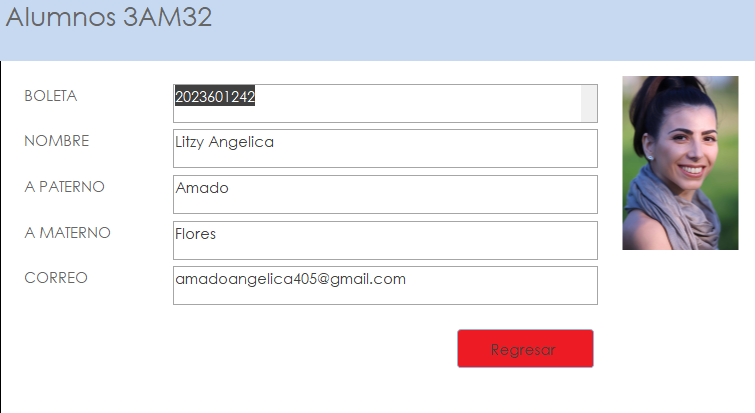 Alumnos 3AM32
BOLETA 2023601242
NOMBRE Litzy Angelica
A PATERNO Amado
A MATERNO Flores
CORREO amadoangelica405@gmail.com
Regresar